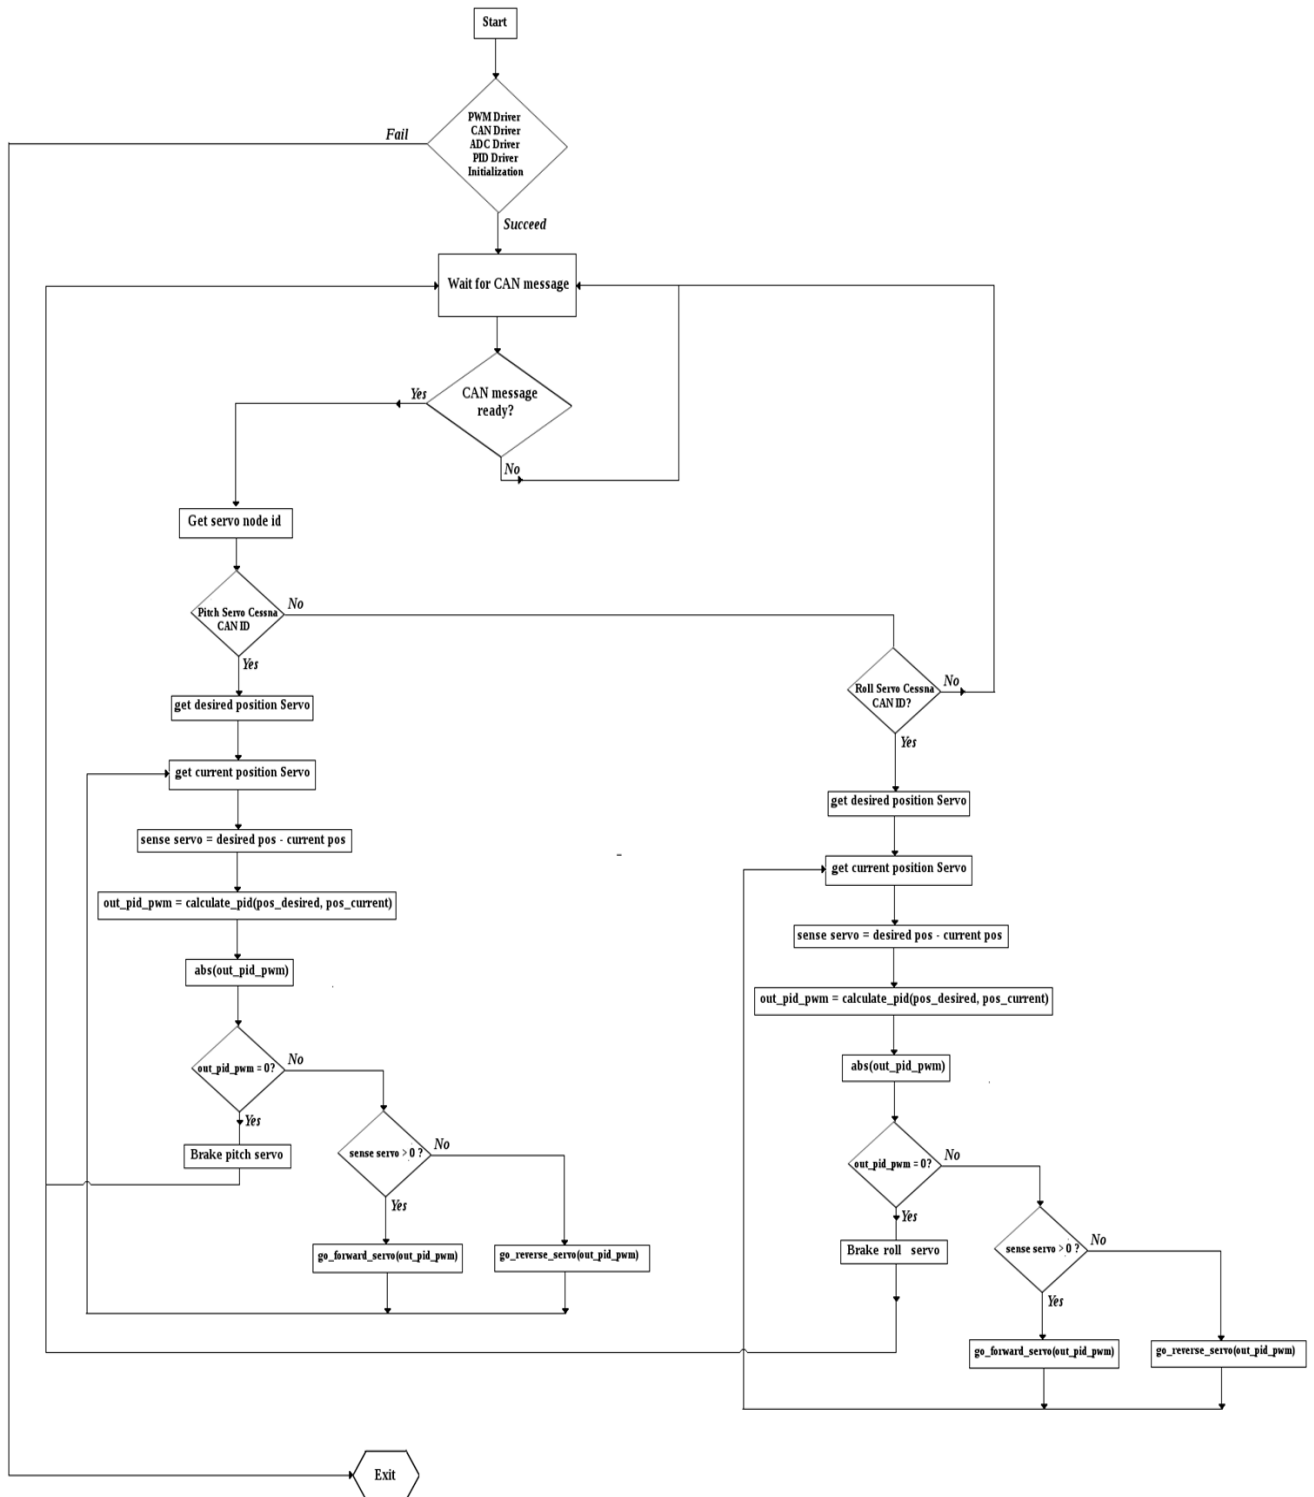 Start
PWM Driver
CAN Driver
ADC Driver
PID Driver
Initialization
Fail
Succeed
Wait for CAN message
CAN message
ready?
Yes
No
Get servo node id
Pitch Servo Cessna
CAN ID
No
Yes
get desired position Servo
get current position Servo
sense servo = desired pos - current pos
out_pid_pwm = calculate_pid(pos_desired, pos_current)
abs(out_pid_pwm)
out_pid_pwm = 0?
No
Yes
Brake pitch servo
sense servo > 0 ?
No
Yes
go_forward_servo(out_pid_pwm)
go_reverse_servo(out_pid_pwm)
Roll Servo Cessna
CAN ID?
No
Yes
get desired position Servo
get current position Servo
sense servo = desired pos - current pos
out_pid_pwm = calculate_pid(pos_desired, pos_current)
abs(out_pid_pwm)
out_pid_pwm = 0?
No
Yes
Brake roll servo
sense servo > 0 ?
No
Yes
go_forward_servo(out_pid_pwm)
go_reverse_servo(out_pid_pwm)
Exit